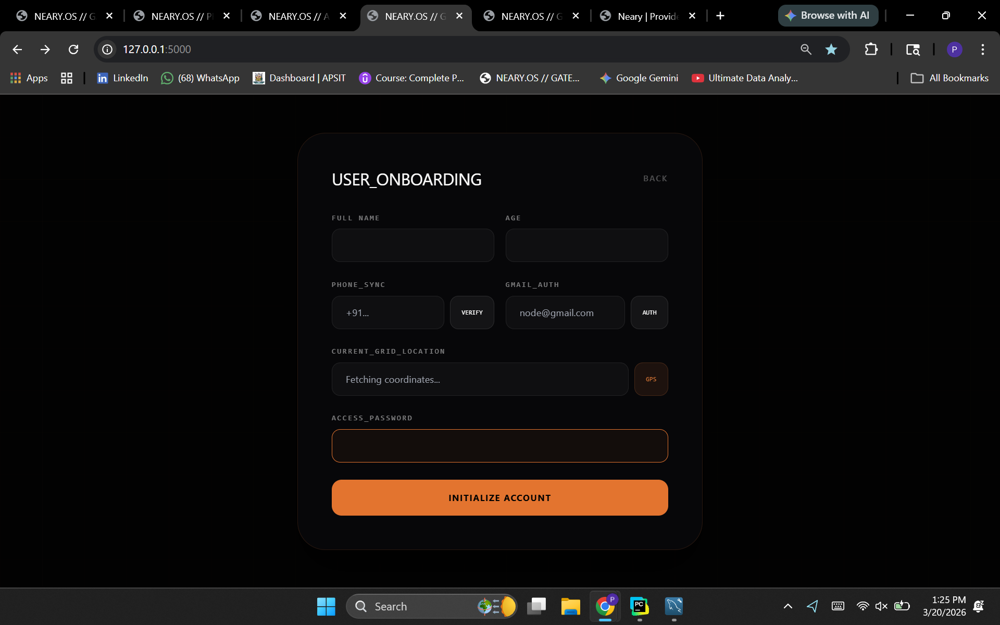 NEARY.OS // G
NEARY.OS // P
NEARY.OS // A
NEARY.OS // G
NEARY.OS // G
Neary | Provide
Browse with AI
127.0.0.1:5000
P
Apps
LinkedIn
(68) WhatsApp
Dashboard | APSIT
Course: Complete P...
NEARY.OS // GATE...
Google Gemini
Ultimate Data Analy...
All Bookmarks
USER_ONBOARDING
BACK
FULL NAME
AGE
PHONE_SYNC
GMAIL_AUTH
+91...
VERIFY
node@gmail.com
AUTH
CURRENT_GRID_LOCATION
Fetching coordinates...
GPS
ACCESS_PASSWORD
INITIALIZE ACCOUNT
Search
P
PC
1:25 PM
3/20/2026